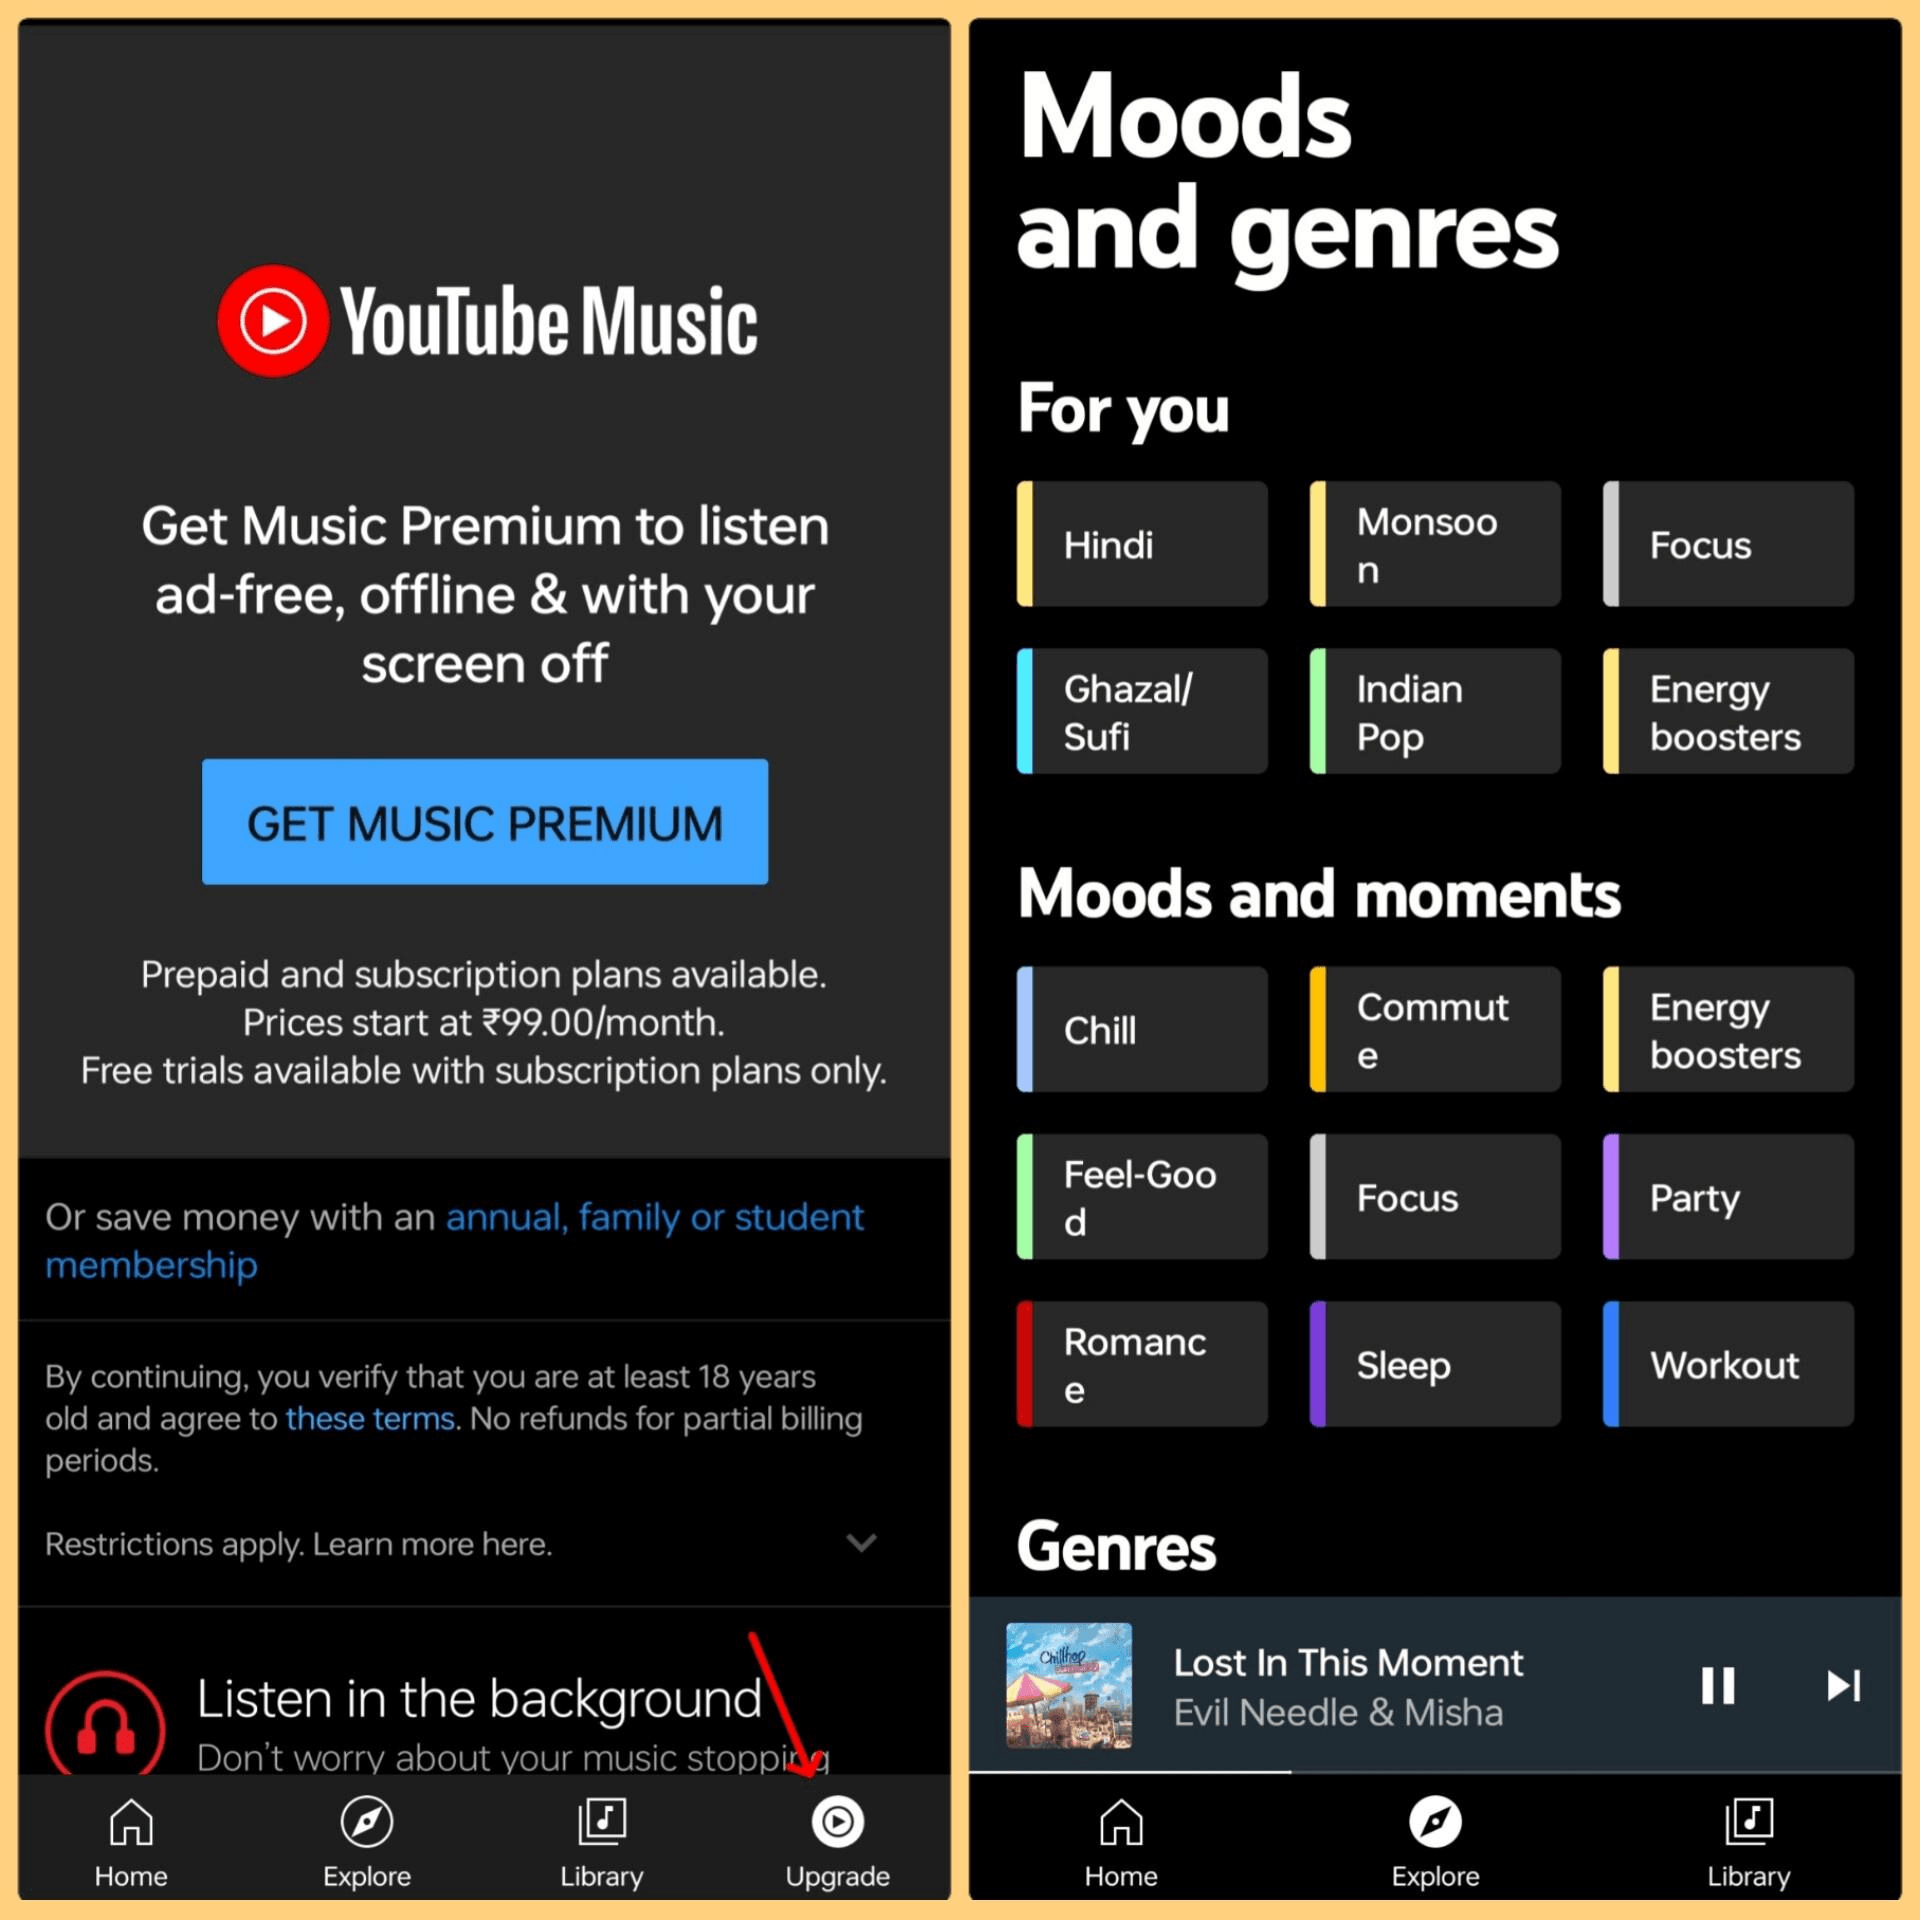 YouTube Music
Get Music Premium to listen
ad-free, offline & with your
screen off
GET MUSIC PREMIUM
Prepaid and subscription plans available.
Prices start at ₹99.00/month.
Free trials available with subscription plans only.
Or save money with an annual, family or student
membership
By continuing, you verify that you are at least 18 years
old and agree to these terms. No refunds for partial billing
periods.
Restrictions apply. Learn more here.
Listen in the background
Don't worry about your music stopping
Home
Explore
Library
Upgrade
Moods
and genres
For you
Hindi
Monsoo
n
Focus
Ghazal/
Sufi
Indian
Pop
Energy
boosters
Moods and moments
Chill
Commut
e
Energy
boosters
Feel-Goo
d
Focus
Party
Romanc
e
Sleep
Workout
Genres
Chillhop
Lost In This Moment
Evil Needle & Misha
Home
Explore
Library